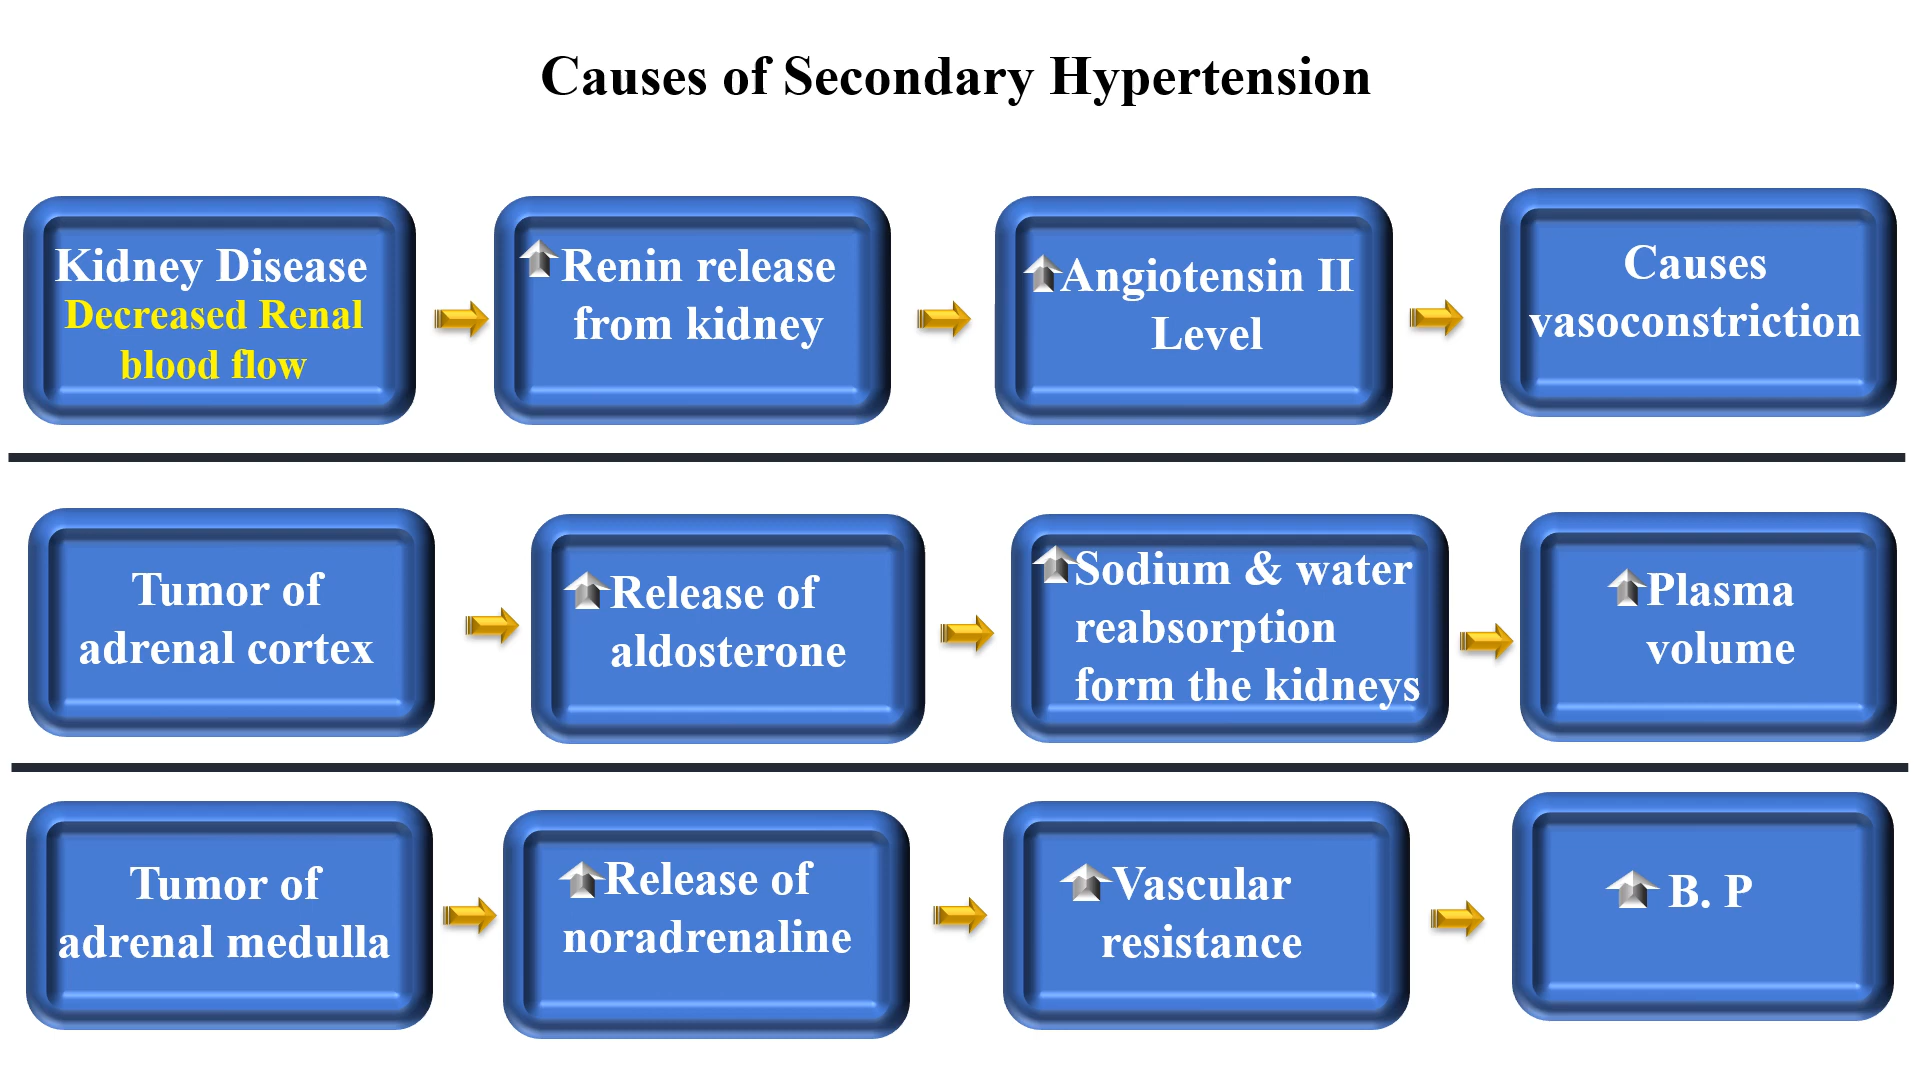 Causes of Secondary Hypertension
Kidney Disease
Decreased Renal
blood flow
Renin release
from kidney
Angiotensin II
Level
Causes
vasoconstriction
Tumor of
adrenal cortex
Release of
aldosterone
Sodium & water
reabsorption
form the kidneys
Plasma
volume
Tumor of
adrenal medulla
Release of
noradrenaline
Vascular
resistance
B. P